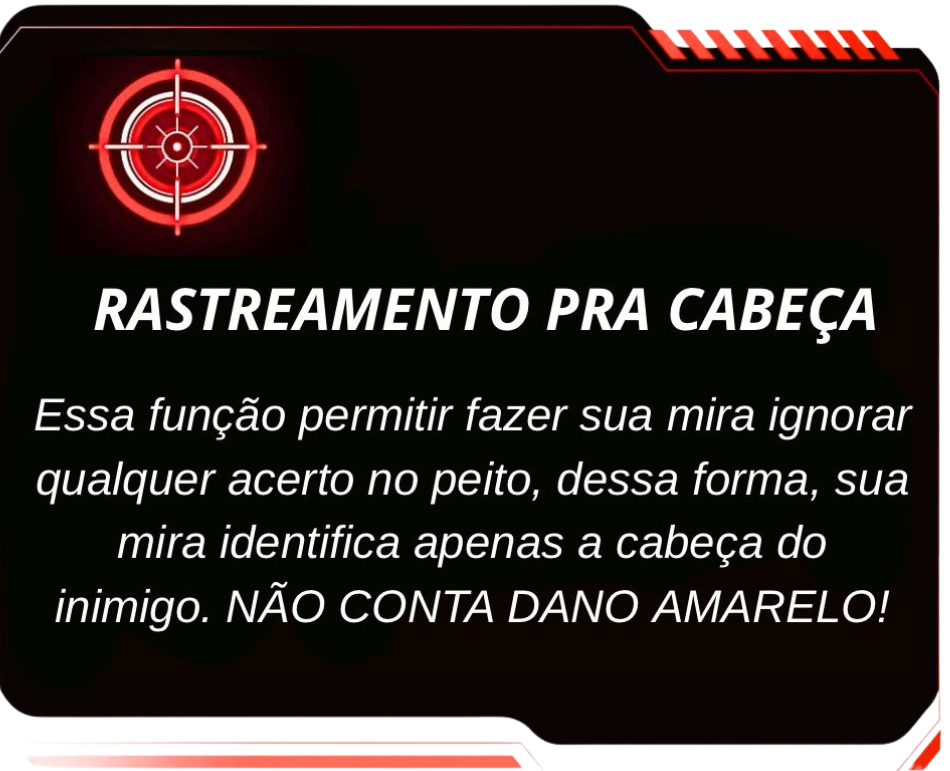 RASTREAMENTO PRA CABEÇA
Essa função permitir fazer sua mira ignorar
qualquer acerto no peito, dessa forma, sua
mira identifica apenas a cabeça do
inimigo. NÃO CONTA DANO AMARELO!